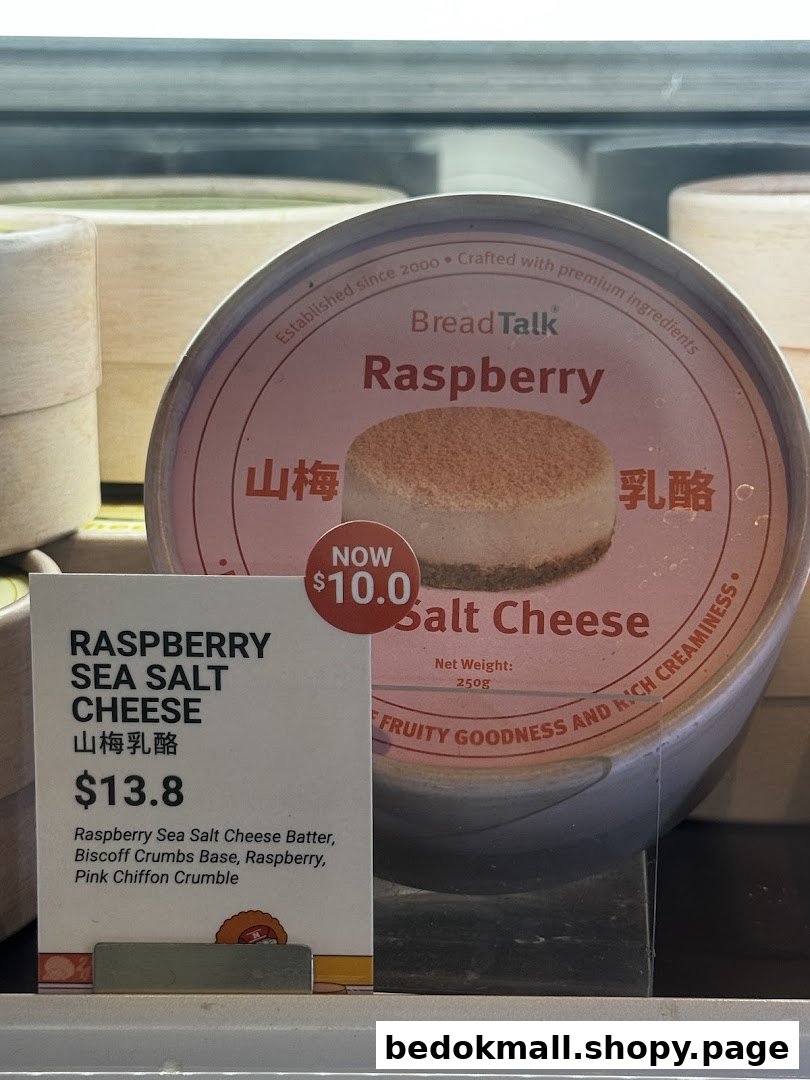 Established since 2000 • Crafted with premium ingredients
BreadTalk
Raspberry
山梅 乳酪
Salt Cheese
Net Weight:
250g
FRUITY GOODNESS AND RICH CREAMINESS •
NOW
$10.0
RASPBERRY
SEA SALT
CHEESE
山梅乳酪
$13.8
Raspberry Sea Salt Cheese Batter,
Biscoff Crumbs Base, Raspberry,
Pink Chiffon Crumble
bedokmall.shopy.page